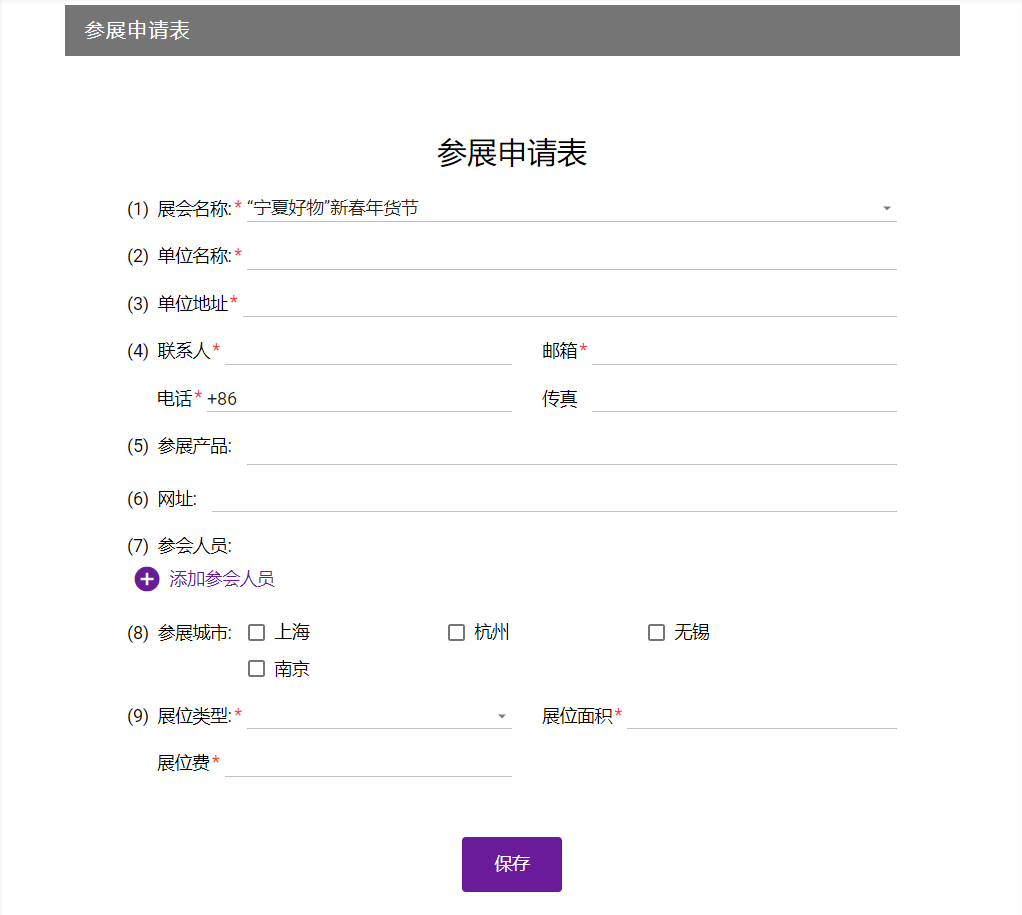 参展申请表
参展申请表
(1) 展会名称:* “宁夏好物”新春年货节
(2) 单位名称:*
(3) 单位地址*
(4) 联系人* 邮箱*
电话* +86 传真
(5) 参展产品:
(6) 网址:
(7) 参会人员:
添加参会人员
(8) 参展城市: 上海 杭州 无锡
南京
(9) 展位类型:* 展位面积*
展位费*
保存